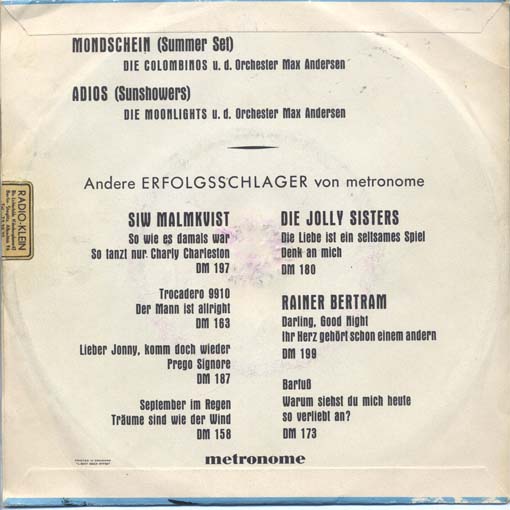 MONDSCHEIN (Summer Set)
DIE COLOMBINOS u. d. Orchester Max Andersen
ADIOS (Sunshowers)
DIE MOONLIGHTS u. d. Orchester Max Andersen
Andere ERFOLGSSCHLAGER von metronome
SIW MALMKVIST
So wie es damals war
So tanzt nur Charly Charleston
DM 197
Trocadero 9910
Der Mann ist allright
DM 163
Lieber Jonny, komm doch wieder
Prego Signore
DM 187
September im Regen
Träume sind wie der Wind
DM 158
DIE JOLLY SISTERS
Die Liebe ist ein seltsames Spiel
Denk an mich
DM 180
RAINER BERTRAM
Darling, Good Night
Ihr Herz gehört schon einem andern
DM 199
Barfuß
Warum siehst du mich heute
so verliebt an?
DM 173
metronome
RADIO-KLEIN